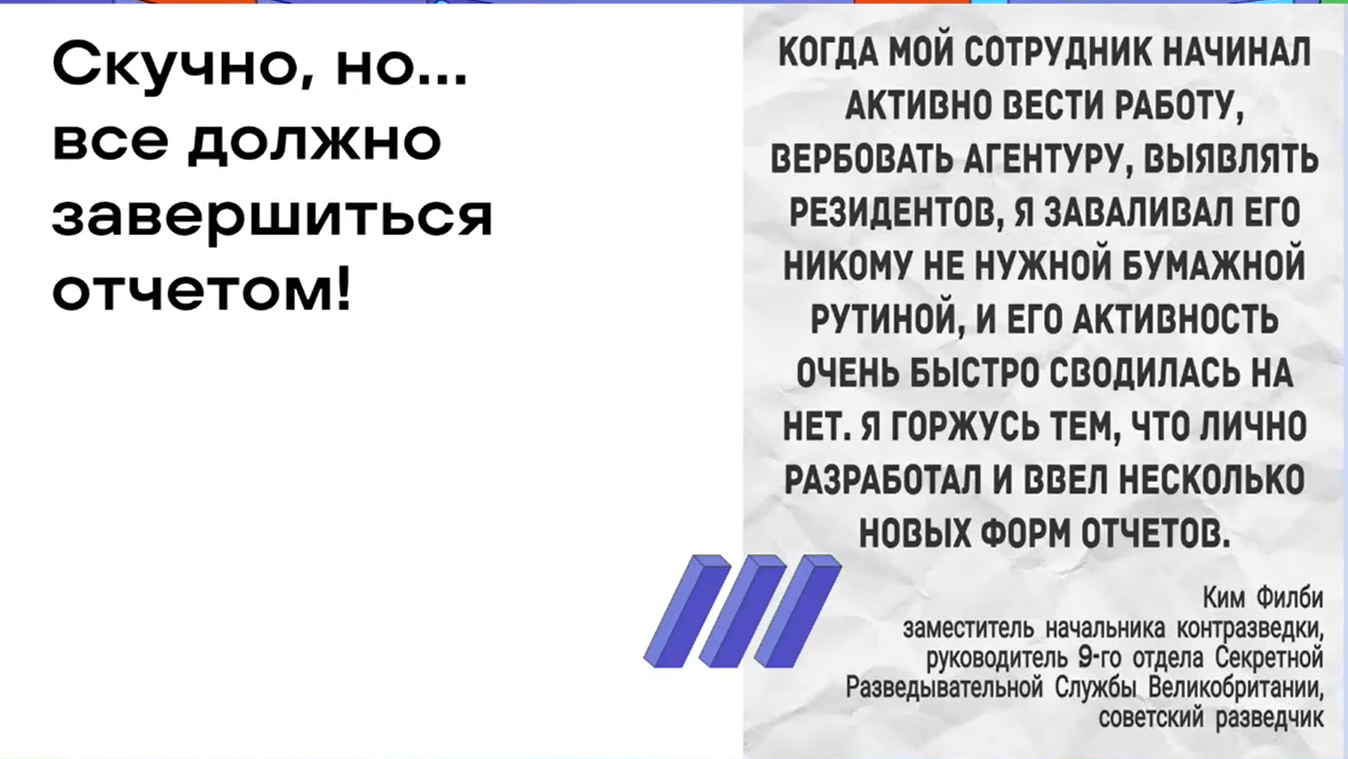 Скучно, но...
все должно
завершиться
отчетом!
КОГДА МОЙ СОТРУДНИК НАЧИНАЛ
АКТИВНО ВЕСТИ РАБОТУ,
ВЕРБОВАТЬ АГЕНТУРУ, ВЫЯВЛЯТЬ
РЕЗИДЕНТОВ, Я ЗАВАЛИВАЛ ЕГО
НИКОМУ НЕ НУЖНОЙ БУМАЖНОЙ
РУТИНОЙ, И ЕГО АКТИВНОСТЬ
ОЧЕНЬ БЫСТРО СВОДИЛАСЬ НА
НЕТ. Я ГОРЖУСЬ ТЕМ, ЧТО ЛИЧНО
РАЗРАБОТАЛ И ВВЕЛ НЕСКОЛЬКО
НОВЫХ ФОРМ ОТЧЕТОВ.
Ким Филби
заместитель начальника контразведки,
руководитель 9-го отдела Секретной
Разведывательной Службы Великобритании,
советский разведчик